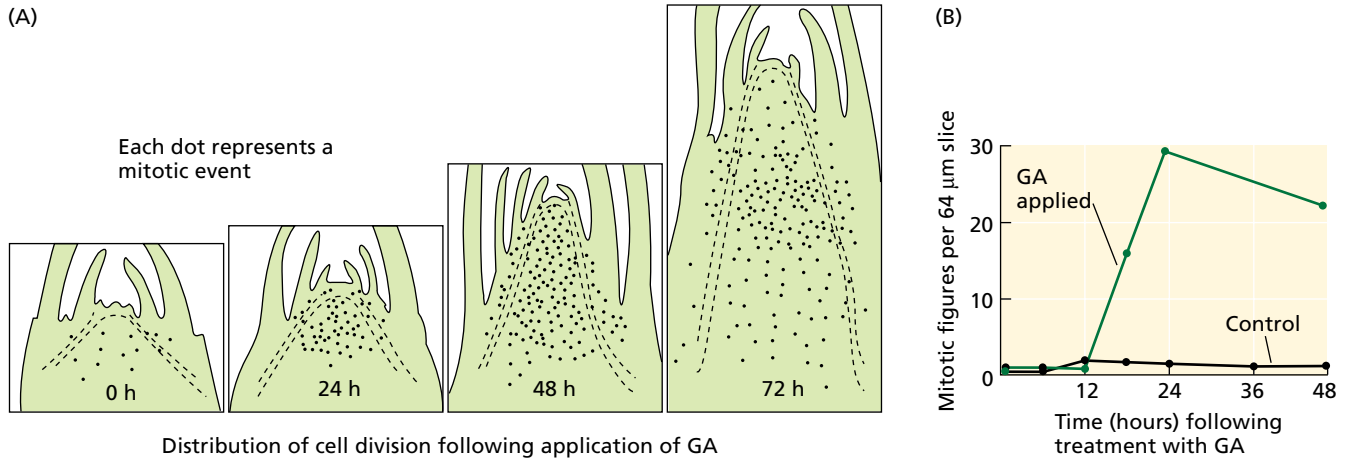 (A)
Each dot represents a
mitotic event
0 h
24 h
48 h
72 h
Distribution of cell division following application of GA
(B)
Mitotic figures per 64 μm slice
30
20
10
0
GA
applied
Control
12
24
36
48
Time (hours) following
treatment with GA